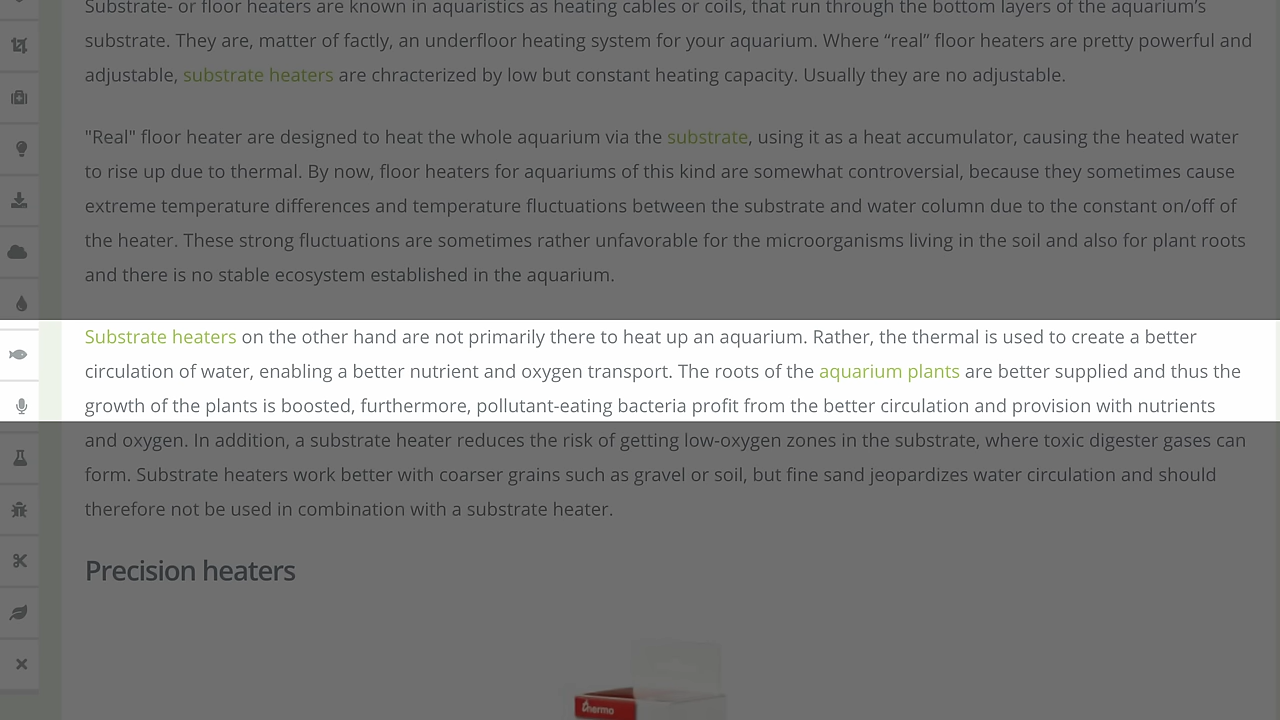 Substrate- or floor heaters are known in aquaristics as heating cables or coils, that run through the bottom layers of the aquarium’s
substrate. They are, matter of factly, an underfloor heating system for your aquarium. Where “real” floor heaters are pretty powerful and
adjustable, substrate heaters are chracterized by low but constant heating capacity. Usually they are no adjustable.
"Real" floor heater are designed to heat the whole aquarium via the substrate, using it as a heat accumulator, causing the heated water
to rise up due to thermal. By now, floor heaters for aquariums of this kind are somewhat controversial, because they sometimes cause
extreme temperature differences and temperature fluctuations between the substrate and water column due to the constant on/off of
the heater. These strong fluctuations are sometimes rather unfavorable for the microorganisms living in the soil and also for plant roots
and there is no stable ecosystem established in the aquarium.
Substrate heaters on the other hand are not primarily there to heat up an aquarium. Rather, the thermal is used to create a better
circulation of water, enabling a better nutrient and oxygen transport. The roots of the aquarium plants are better supplied and thus the
growth of the plants is boosted, furthermore, pollutant-eating bacteria profit from the better circulation and provision with nutrients
and oxygen. In addition, a substrate heater reduces the risk of getting low-oxygen zones in the substrate, where toxic digester gases can
form. Substrate heaters work better with coarser grains such as gravel or soil, but fine sand jeopardizes water circulation and should
therefore not be used in combination with a substrate heater.
Precision heaters
thermo